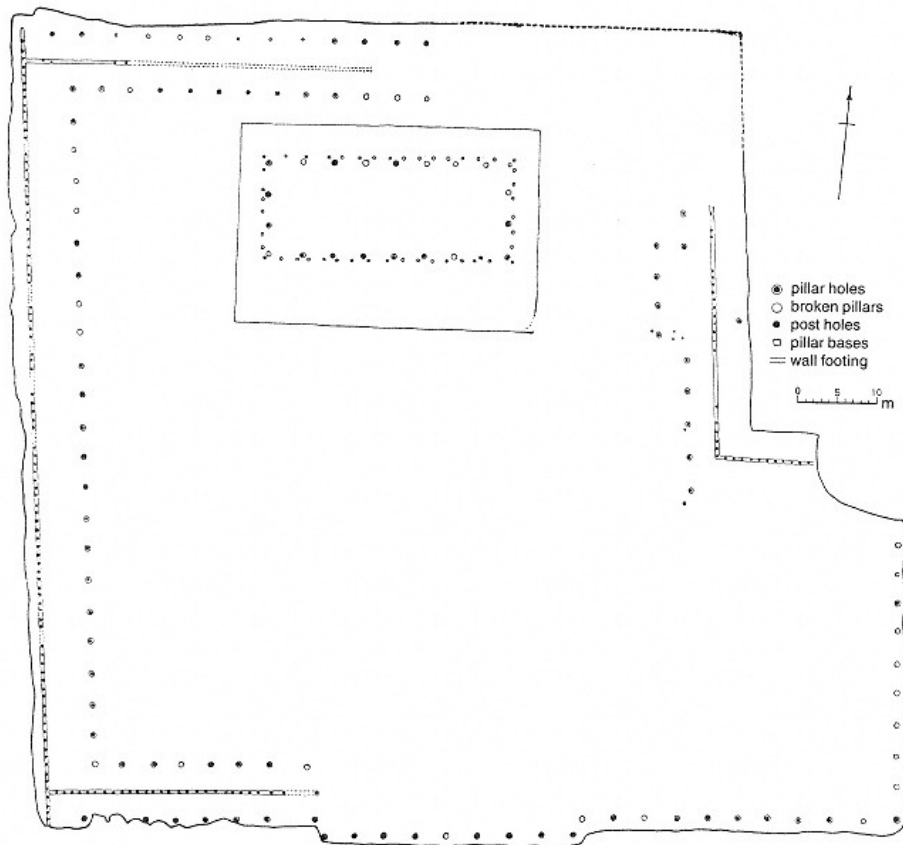 pillar holes
broken pillars
post holes
pillar bases
wall footing
0 5 10 m